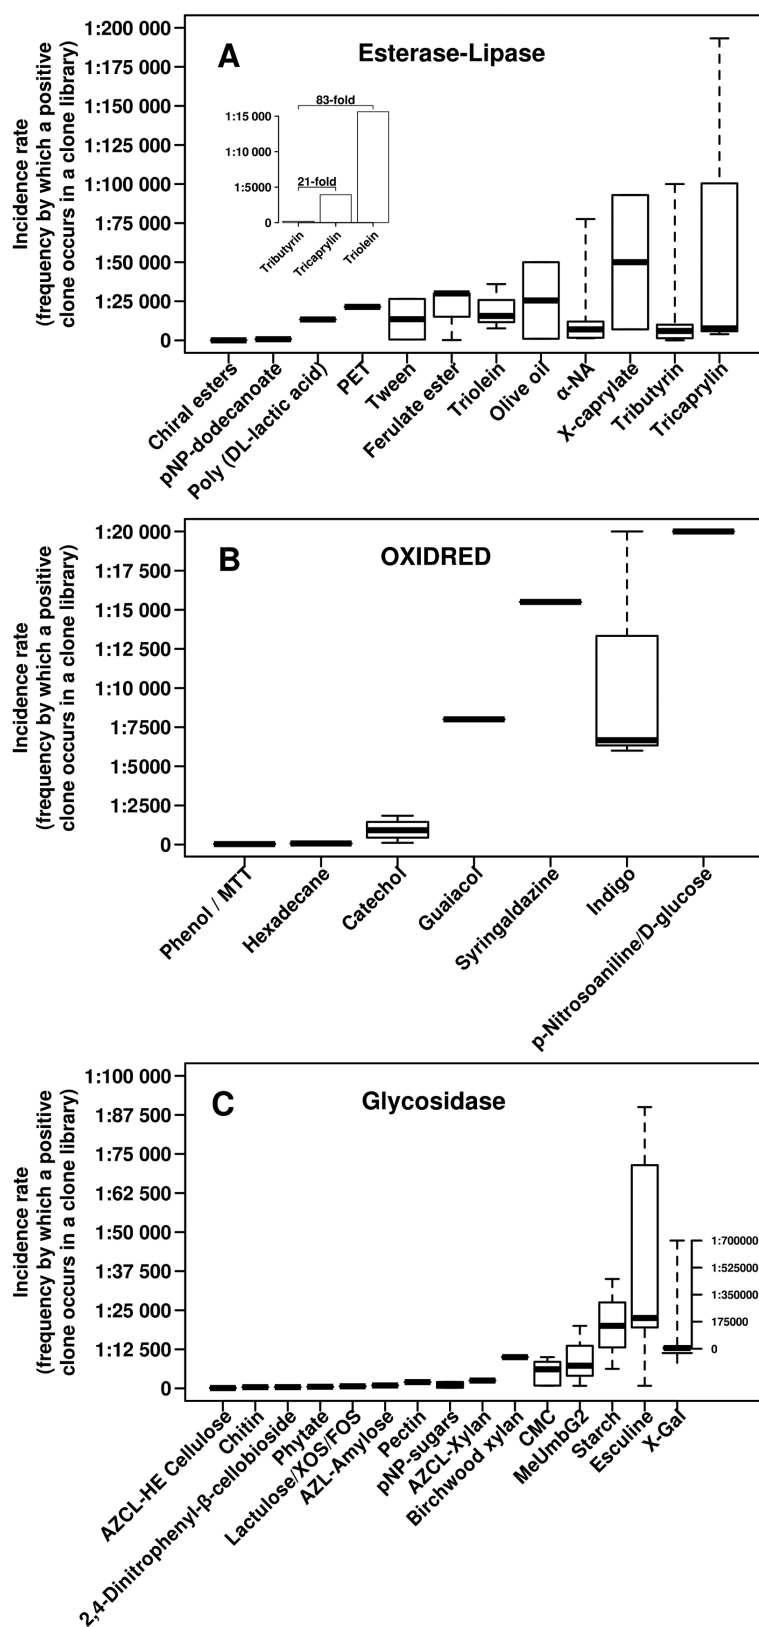 Incidence rate
(frequency by which a positive
clone occurs in a clone library)
1:200 000
1:175 000
1:150 000
1:125 000
1:100 000
1:75 000
1:50 000
1:25 000
0
A
Esterase-Lipase
83-fold
1:15 000
1:10 000
1:5000
0
21-fold
Tributyrin
Tricaprylin
Triolein
Chiral esters
pNP-dodecanoate
Poly (DL-lactic acid)
PET
Tween
Ferulate ester
Triolein
Olive oil
α-NA
X-caprylate
Tributyrin
Tricaprylin
Incidence rate
(frequency by which a positive
clone occurs in a clone library)
1:20 000
1:17 500
1:15 000
1:12 500
1:10 000
1:7500
1:5000
1:2500
0
B
OXIDRED
Phenol / MTT
Hexadecane
Catechol
Guaiacol
Syringaldazine
Indigo
p-Nitrosoaniline/D-glucose
Incidence rate
(frequency by which a positive
clone occurs in a clone library)
1:100 000
1:87 500
1:75 000
1:62 500
1:50 000
1:37 500
1:25 000
1:12 500
0
C
Glycosidase
1:700000
1:525000
1:350000
175000
0
AZCL-HE Cellulose
Chitin
2,4-Dinitrophenyl-β-cellobioside
Phytate
Lactulose/XOS/FOS
AZL-Amylose
Pectin
pNP-sugars
AZCL-Xylan
Birchwood xylan
CMC
MeUmbG2
Starch
Esculine
X-Gal